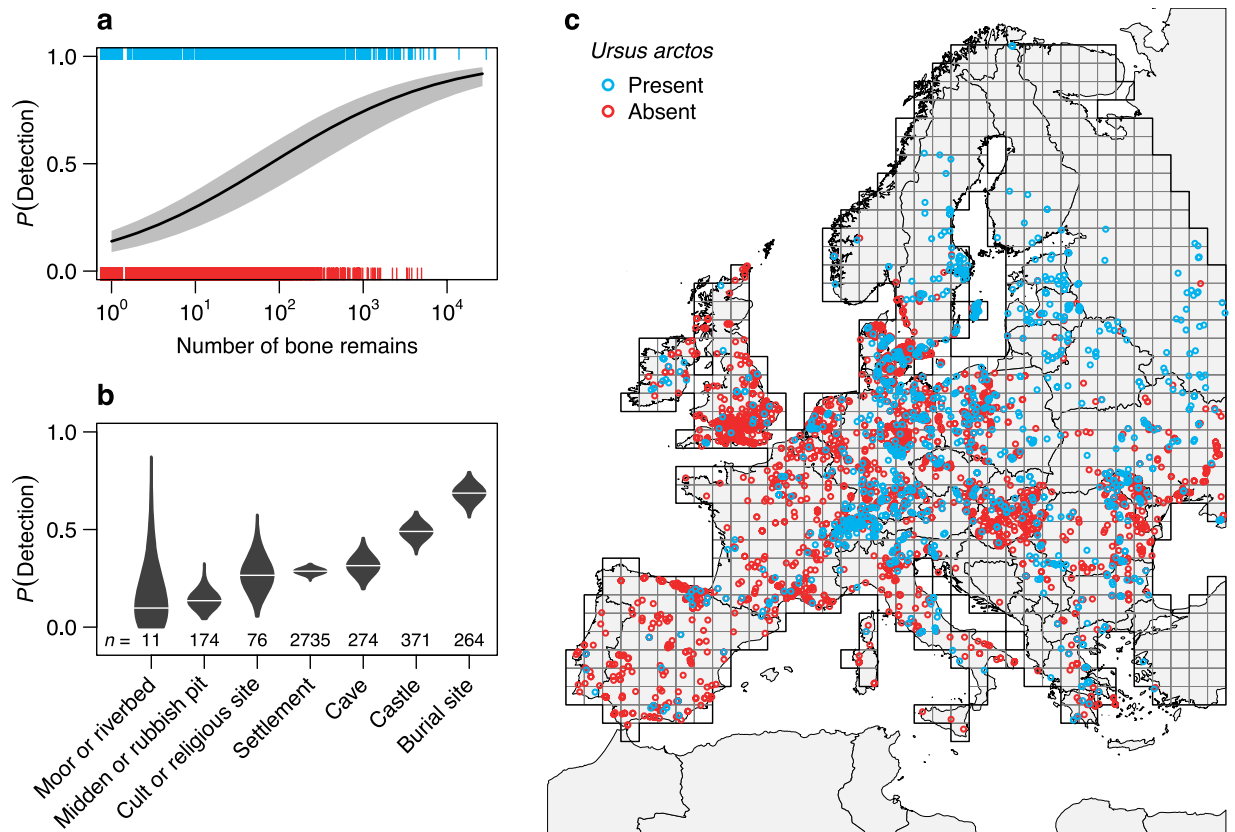 a
1.0
0.5
0.0
P(Detection)
10⁰ 10¹ 10² 10³ 10⁴
Number of bone remains
b
1.0
0.5
0.0
P(Detection)
n = 11 174 76 2735 274 371 264
Moor or riverbed
Midden or rubbish pit
Cult or religious site
Settlement
Cave
Castle
Burial site
c
Ursus arctos
Present
Absent